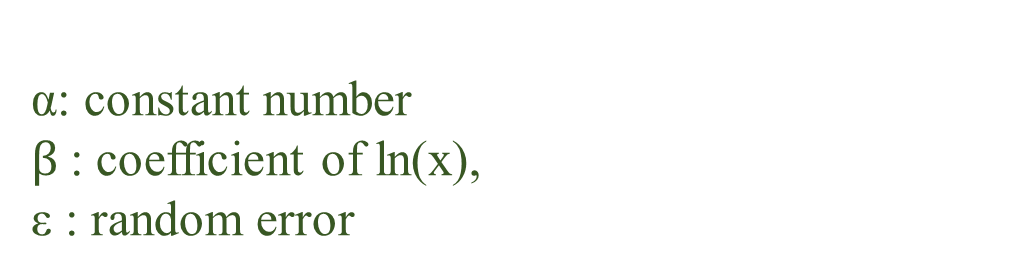 α: constant number
β : coefficient of ln(x),
ε : random error